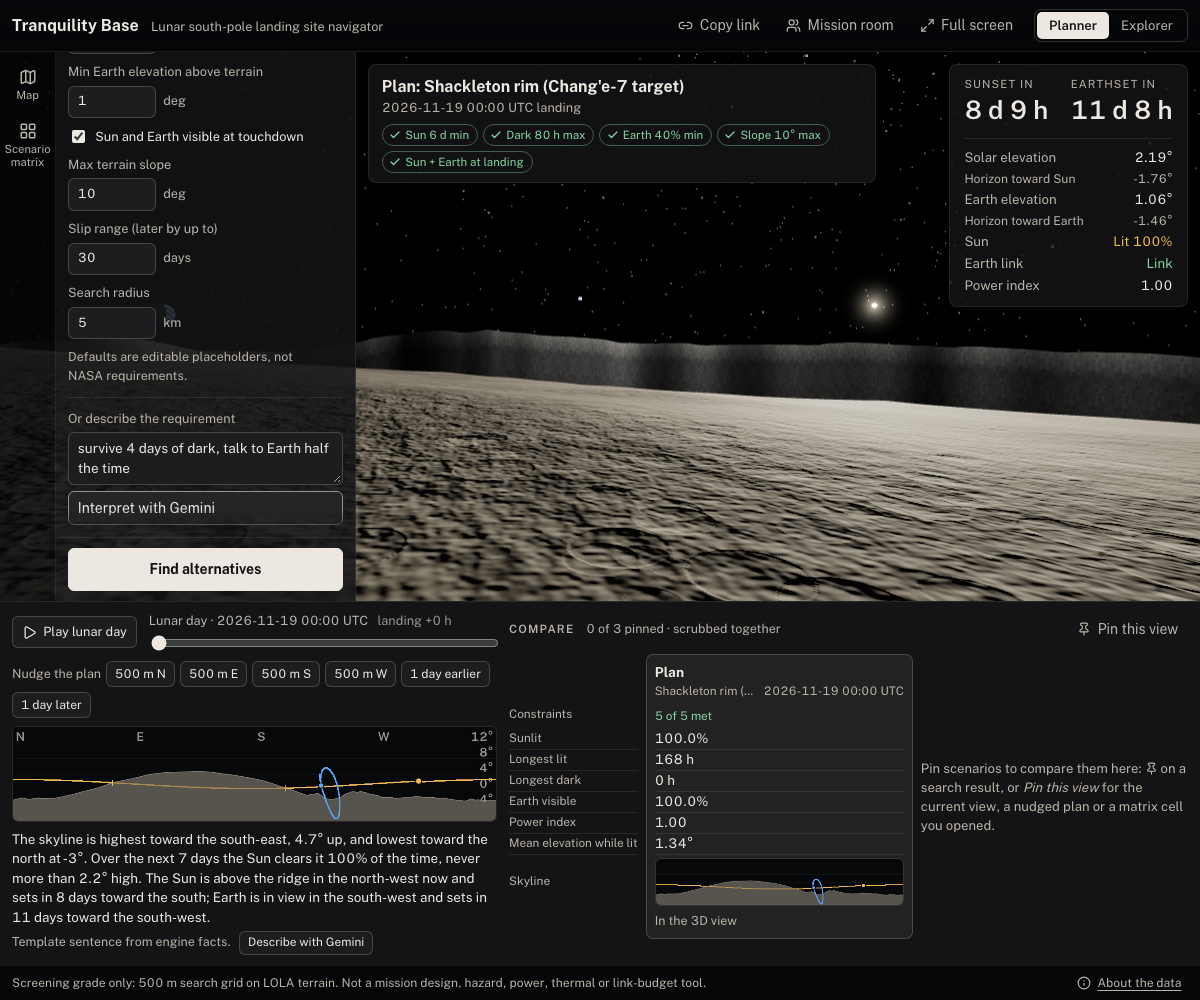 Tranquility Base Lunar south-pole landing site navigator
Copy link Mission room Full screen Planner Explorer
Map
Scenario
matrix
Min Earth elevation above terrain
1 deg
Sun and Earth visible at touchdown
Max terrain slope
10 deg
Slip range (later by up to)
30 days
Search radius
5 km
Defaults are editable placeholders, not
NASA requirements.
Or describe the requirement
survive 4 days of dark, talk to Earth half
the time
Interpret with Gemini
Find alternatives
Plan: Shackleton rim (Chang'e-7 target)
2026-11-19 00:00 UTC landing
Sun 6 d min Dark 80 h max Earth 40% min Slope 10° max
Sun + Earth at landing
SUNSET IN EARTHSET IN
8 d 9 h 11 d 8 h
Solar elevation 2.19°
Horizon toward Sun -1.76°
Earth elevation 1.06°
Horizon toward Earth -1.46°
Sun Lit 100%
Earth link Link
Power index 1.00
Play lunar day
Lunar day · 2026-11-19 00:00 UTC landing +0 h
Nudge the plan 500 m N 500 m E 500 m S 500 m W 1 day earlier
1 day later
N E S W 12°
8°
4°
0°
4°
The skyline is highest toward the south-east, 4.7° up, and lowest toward the
north at -3°. Over the next 7 days the Sun clears it 100% of the time, never
more than 2.2° high. The Sun is above the ridge in the north-west now and
sets in 8 days toward the south; Earth is in view in the south-west and sets in
11 days toward the south-west.
Template sentence from engine facts. Describe with Gemini
COMPARE 0 of 3 pinned · scrubbed together
Pin this view
Plan
Shackleton rim (... 2026-11-19 00:00 UTC
Constraints 5 of 5 met
Sunlit 100.0%
Longest lit 168 h
Longest dark 0 h
Earth visible 100.0%
Power index 1.00
Mean elevation while lit 1.34°
Skyline
In the 3D view
Pin scenarios to compare them here: on a
search result, or Pin this view for the
current view, a nudged plan or a matrix cell
you opened.
Screening grade only: 500 m search grid on LOLA terrain. Not a mission design, hazard, power, thermal or link-budget tool.
About the data